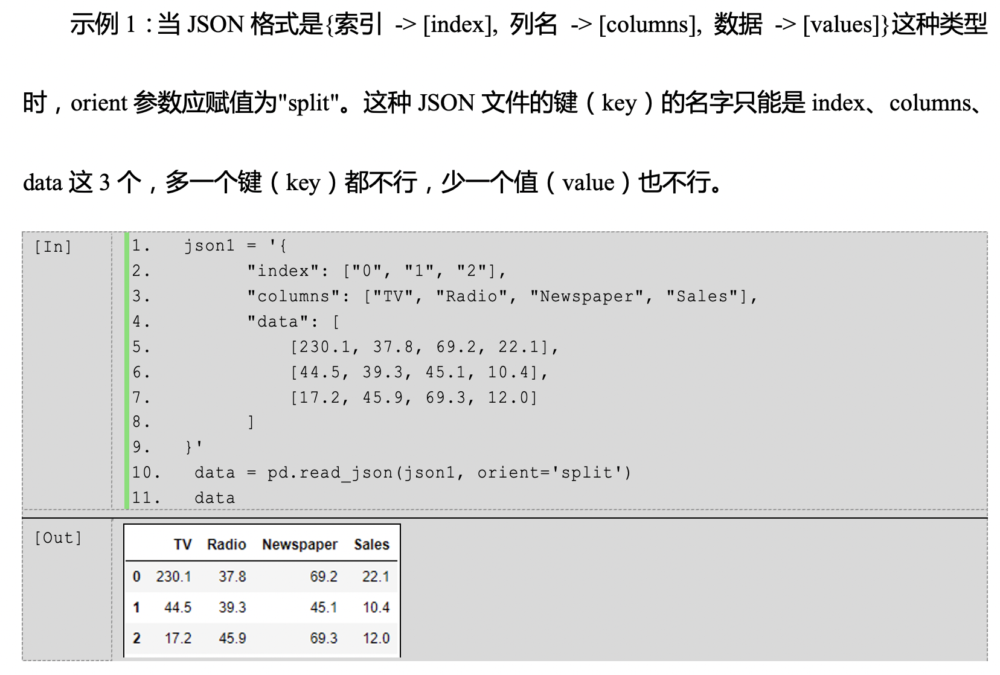 示例 1：当 JSON 格式是{索引 -> [index], 列名 -> [columns], 数据 -> [values]}这种类型
时，orient 参数应赋值为"split"。这种 JSON 文件的键（key）的名字只能是 index、columns、
data 这 3 个，多一个键（key）都不行，少一个值（value）也不行。
[In]
1. json1 = '{
2. "index": ["0", "1", "2"],
3. "columns": ["TV", "Radio", "Newspaper", "Sales"],
4. "data": [
5. [230.1, 37.8, 69.2, 22.1],
6. [44.5, 39.3, 45.1, 10.4],
7. [17.2, 45.9, 69.3, 12.0]
8. ]
9. }'
10. data = pd.read_json(json1, orient='split')
11. data
[Out]
TV Radio Newspaper Sales
0 230.1 37.8 69.2 22.1
1 44.5 39.3 45.1 10.4
2 17.2 45.9 69.3 12.0